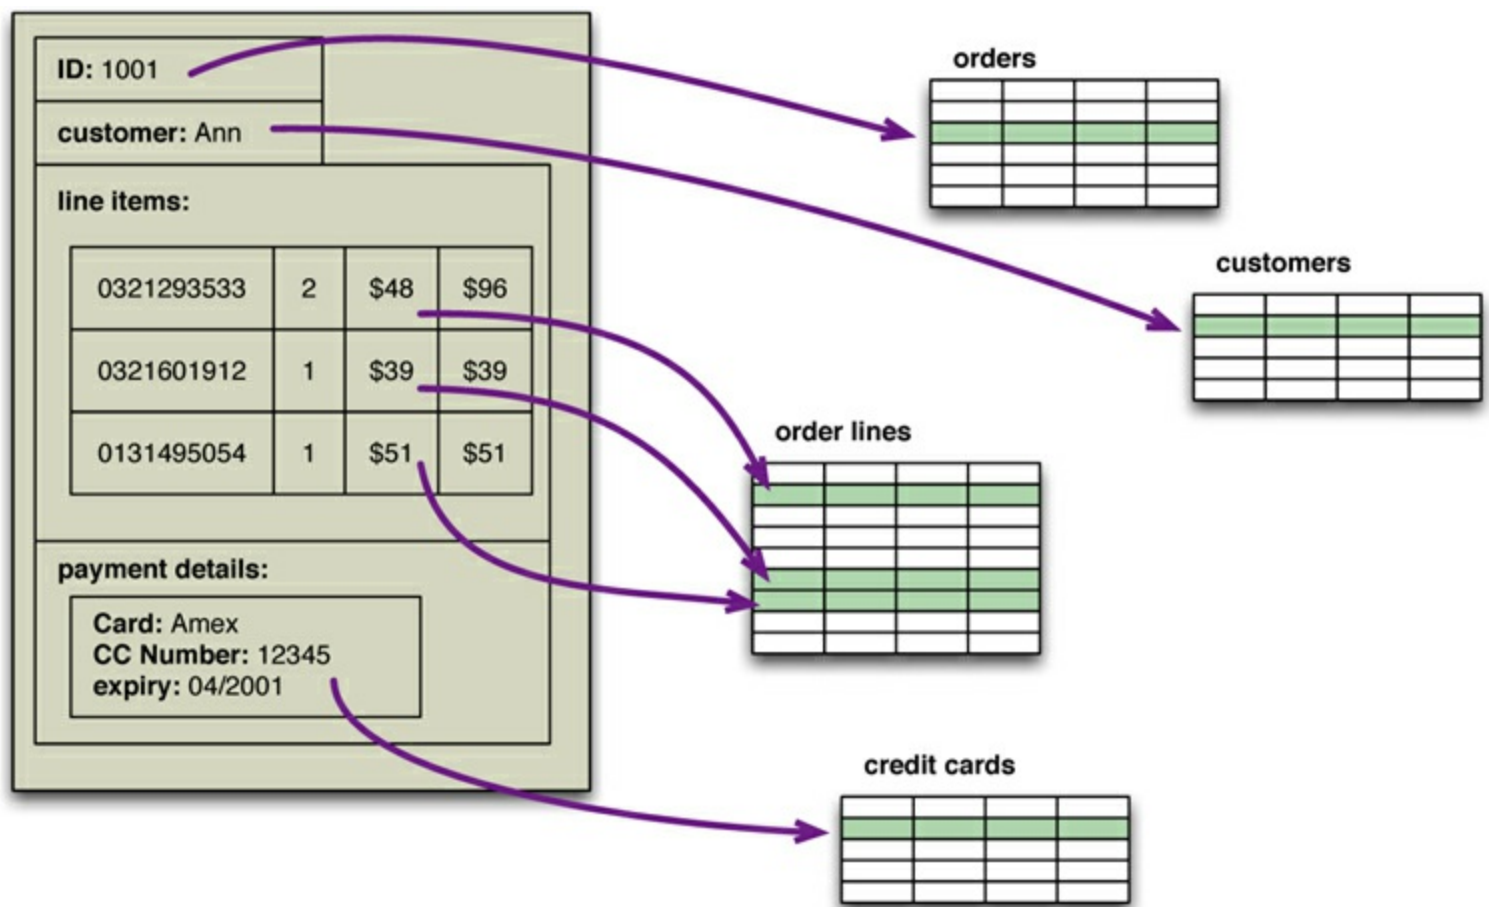 ID: 1001
customer: Ann
line items:
0321293533 2 $48 $96
0321601912 1 $39 $39
0131495054 1 $51 $51
payment details:
Card: Amex
CC Number: 12345
expiry: 04/2001
orders
customers
order lines
credit cards